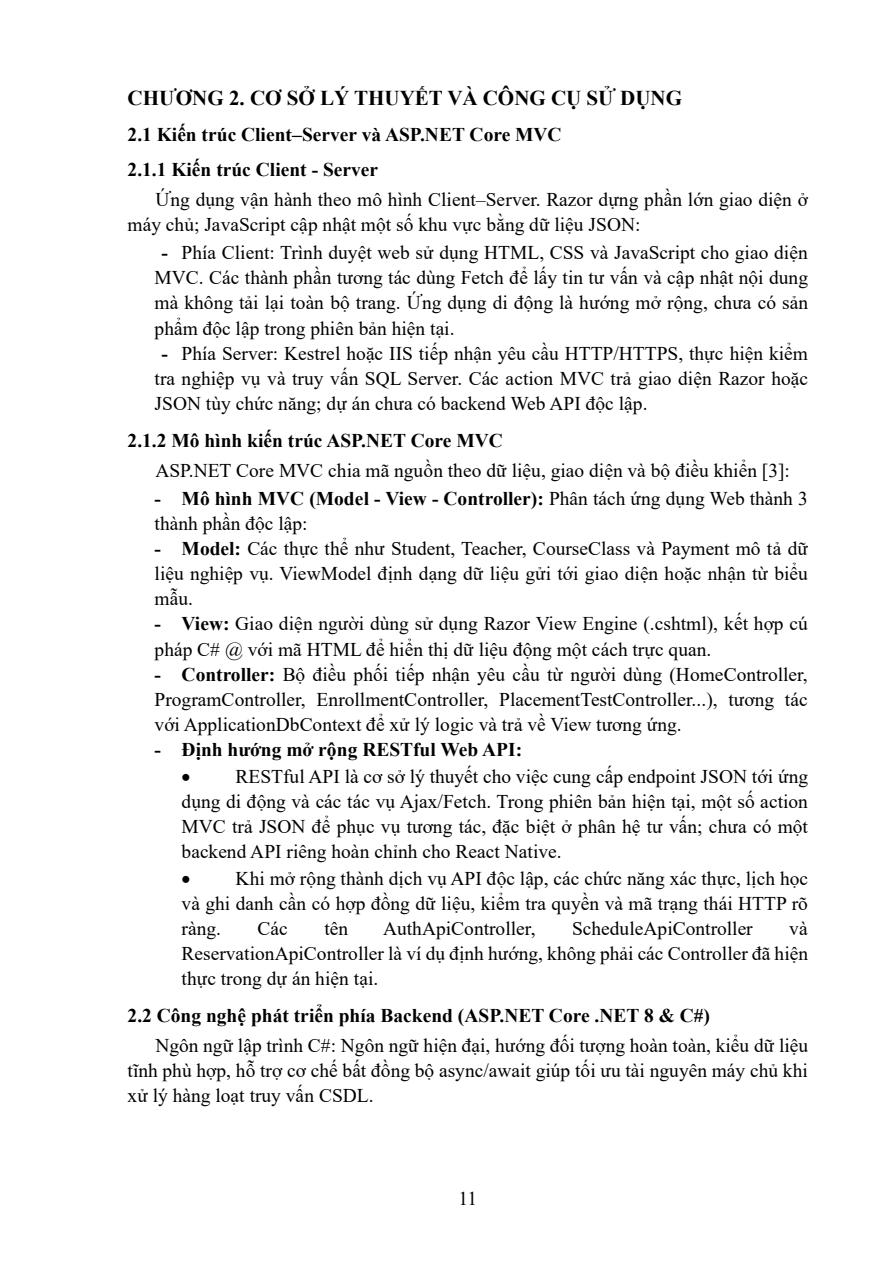 CHƯƠNG 2. CƠ SỞ LÝ THUYẾT VÀ CÔNG CỤ SỬ DỤNG
2.1 Kiến trúc Client–Server và ASP.NET Core MVC
2.1.1 Kiến trúc Client - Server
Ứng dụng vận hành theo mô hình Client–Server. Razor dựng phần lớn giao diện ở
máy chủ; JavaScript cập nhật một số khu vực bằng dữ liệu JSON:
- Phía Client: Trình duyệt web sử dụng HTML, CSS và JavaScript cho giao diện
MVC. Các thành phần tương tác dùng Fetch để lấy tin tư vấn và cập nhật nội dung
mà không tải lại toàn bộ trang. Ứng dụng di động là hướng mở rộng, chưa có sản
phẩm độc lập trong phiên bản hiện tại.
- Phía Server: Kestrel hoặc IIS tiếp nhận yêu cầu HTTP/HTTPS, thực hiện kiểm
tra nghiệp vụ và truy vấn SQL Server. Các action MVC trả giao diện Razor hoặc
JSON tùy chức năng; dự án chưa có backend Web API độc lập.
2.1.2 Mô hình kiến trúc ASP.NET Core MVC
ASP.NET Core MVC chia mã nguồn theo dữ liệu, giao diện và bộ điều khiển [3]:
- Mô hình MVC (Model - View - Controller): Phân tách ứng dụng Web thành 3
thành phần độc lập:
- Model: Các thực thể như Student, Teacher, CourseClass và Payment mô tả dữ
liệu nghiệp vụ. ViewModel định dạng dữ liệu gửi tới giao diện hoặc nhận từ biểu
mẫu.
- View: Giao diện người dùng sử dụng Razor View Engine (.cshtml), kết hợp cú
pháp C# @ với mã HTML để hiển thị dữ liệu động một cách trực quan.
- Controller: Bộ điều phối tiếp nhận yêu cầu từ người dùng (HomeController,
ProgramController, EnrollmentController, PlacementTestController...), tương tác
với ApplicationDbContext để xử lý logic và trả về View tương ứng.
- Định hướng mở rộng RESTful Web API:
• RESTful API là cơ sở lý thuyết cho việc cung cấp endpoint JSON tới ứng
dụng di động và các tác vụ Ajax/Fetch. Trong phiên bản hiện tại, một số action
MVC trả JSON để phục vụ tương tác, đặc biệt ở phân hệ tư vấn; chưa có một
backend API riêng hoàn chỉnh cho React Native.
• Khi mở rộng thành dịch vụ API độc lập, các chức năng xác thực, lịch học
và ghi danh cần có hợp đồng dữ liệu, kiểm tra quyền và mã trạng thái HTTP rõ
ràng. Các tên AuthApiController, ScheduleApiController và
ReservationApiController là ví dụ định hướng, không phải các Controller đã hiện
thực trong dự án hiện tại.
2.2 Công nghệ phát triển phía Backend (ASP.NET Core .NET 8 & C#)
Ngôn ngữ lập trình C#: Ngôn ngữ hiện đại, hướng đối tượng hoàn toàn, kiểu dữ liệu
tĩnh phù hợp, hỗ trợ cơ chế bất đồng bộ async/await giúp tối ưu tài nguyên máy chủ khi
xử lý hàng loạt truy vấn CSDL.
11